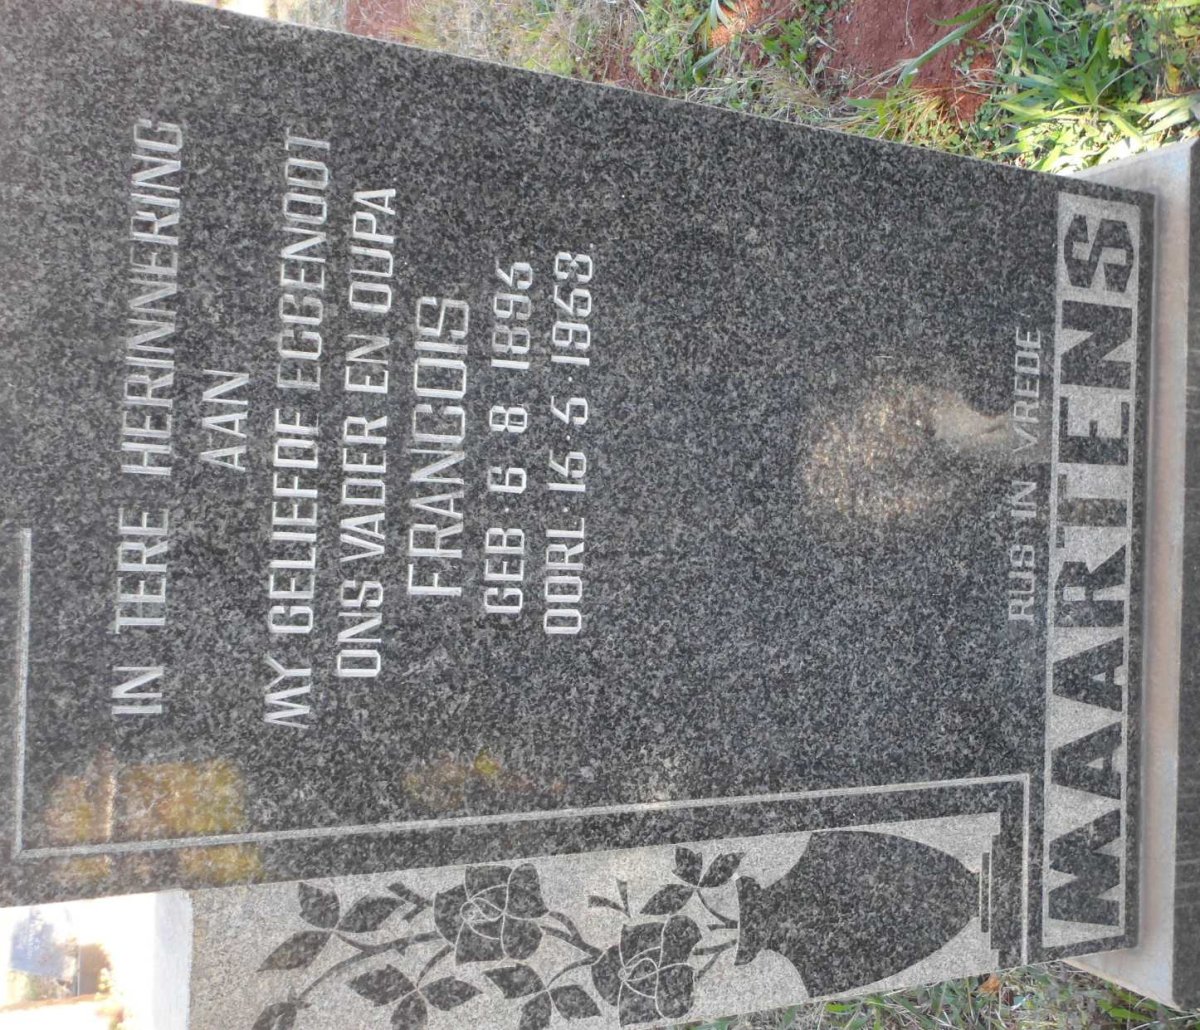 IN TERE HERINNERING
AAN
MY GELIEFDE EGGENOOT
ONS VADER EN OUPA
FRANCOIS
GEB·6·8·1896
OORL·16·5·1963.
RUS IN VREDE
MAARTENS